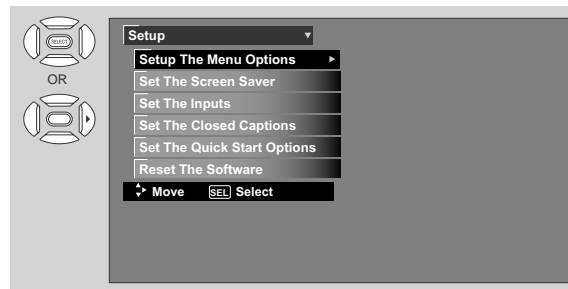 SELECT
OR
Setup
Setup The Menu Options
Set The Screen Saver
Set The Inputs
Set The Closed Captions
Set The Quick Start Options
Reset The Software
Move SEL Select